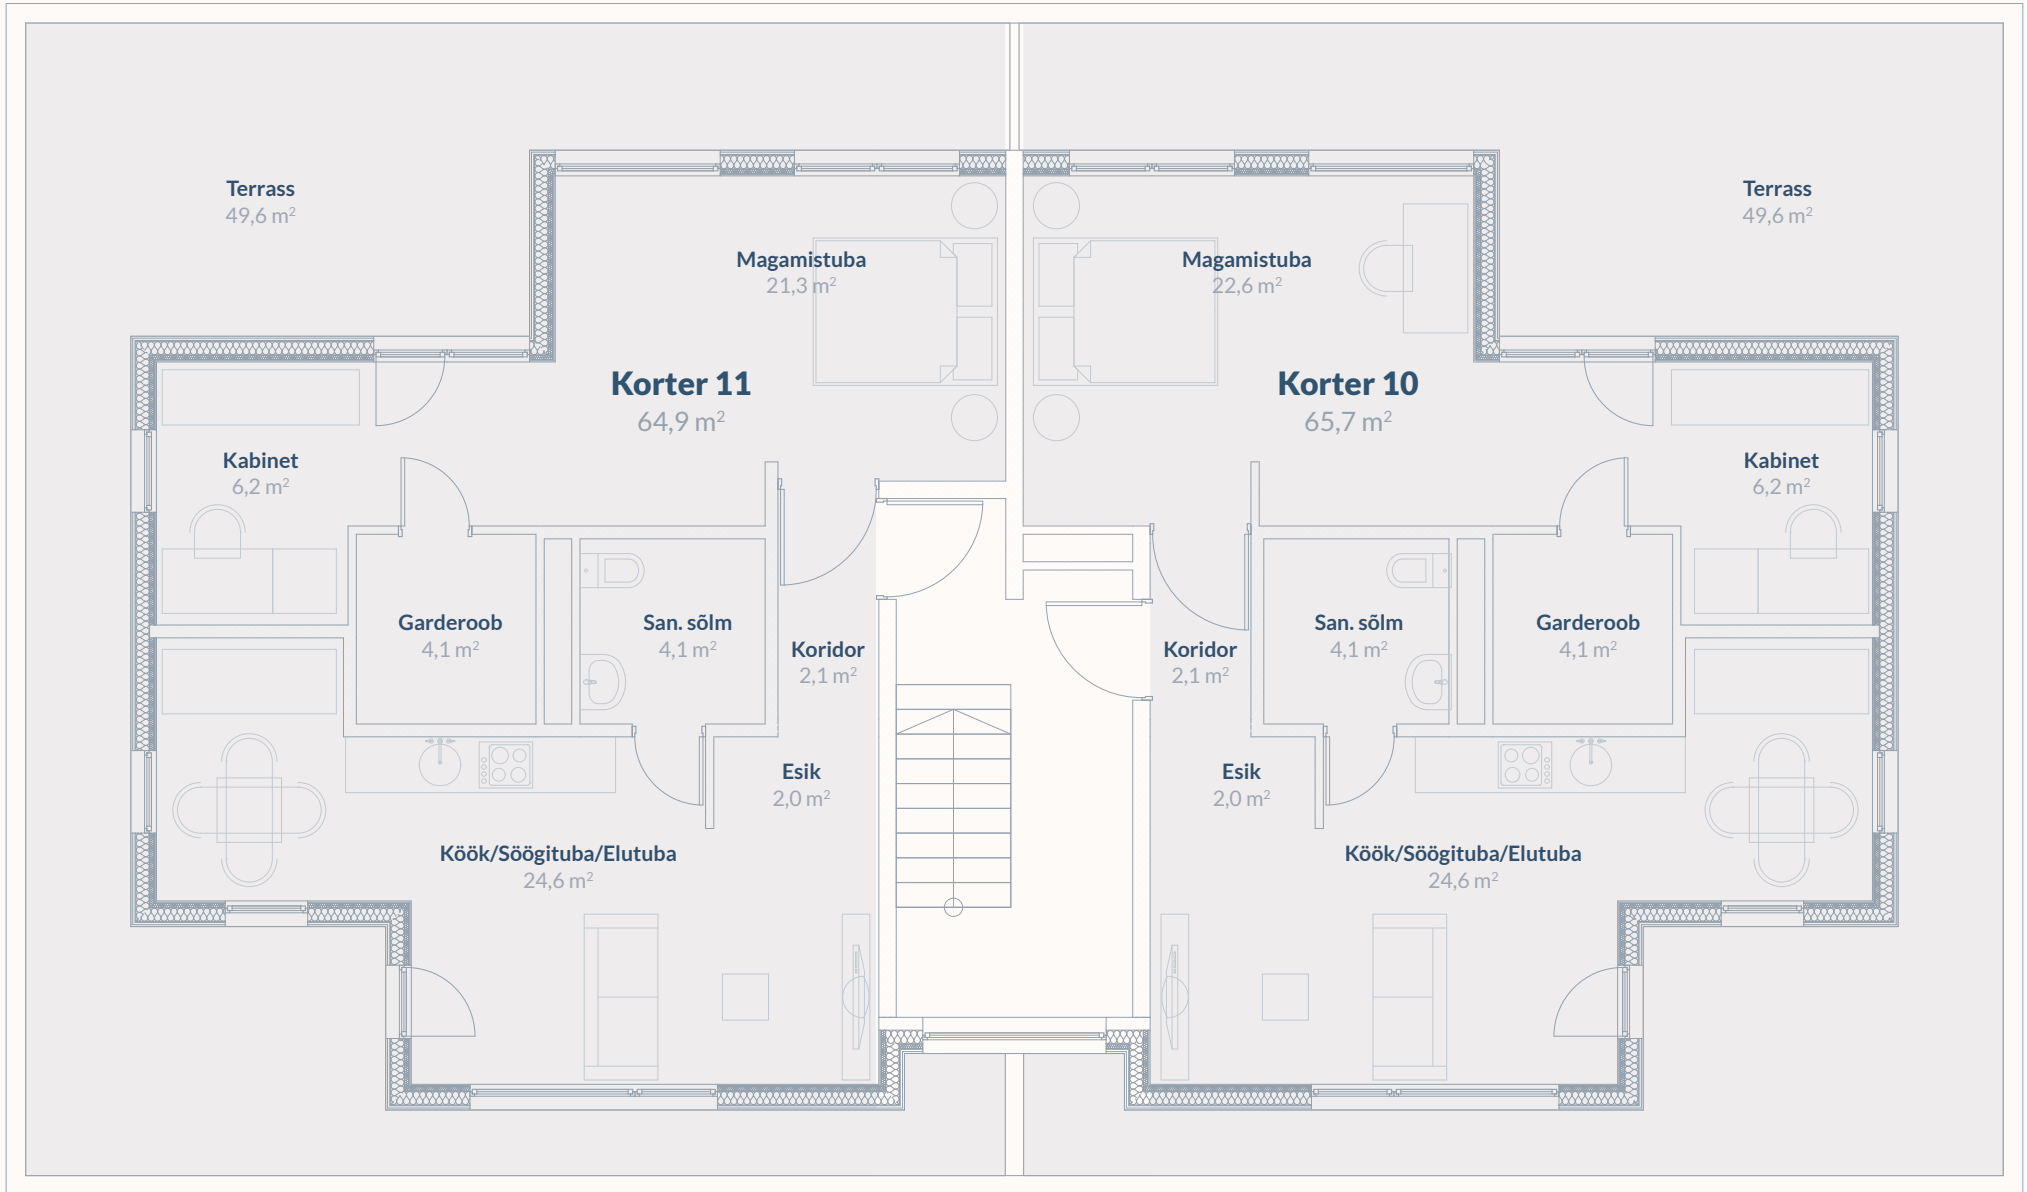 Terrass
49,6 m²
Terrass
49,6 m²
Magamistuba
21,3 m²
Magamistuba
22,6 m²
Korter 11
64,9 m²
Korter 10
65,7 m²
Kabinet
6,2 m²
Kabinet
6,2 m²
Garderoob
4,1 m²
San. sõlm
4,1 m²
Koridor
2,1 m²
Koridor
2,1 m²
San. sõlm
4,1 m²
Garderoob
4,1 m²
Esik
2,0 m²
Esik
2,0 m²
Köök/Söögituba/Elutuba
24,6 m²
Köök/Söögituba/Elutuba
24,6 m²